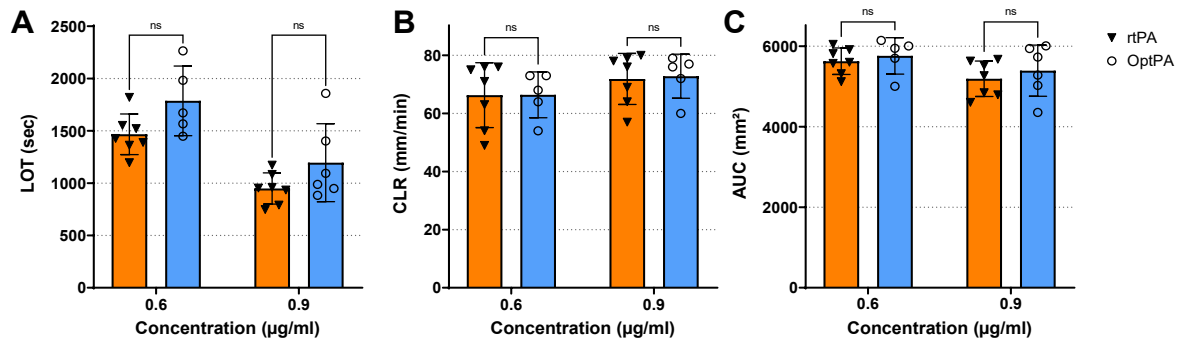 A
LOT (sec)
2500
2000
1500
1000
500
0
ns
ns
0.6
0.9
Concentration (µg/ml)
B
CLR (mm/min)
80
60
40
20
0
ns
ns
0.6
0.9
Concentration (µg/ml)
C
AUC (mm²)
6000
4000
2000
0
ns
ns
0.6
0.9
Concentration (µg/ml)
rtPA
OptPA